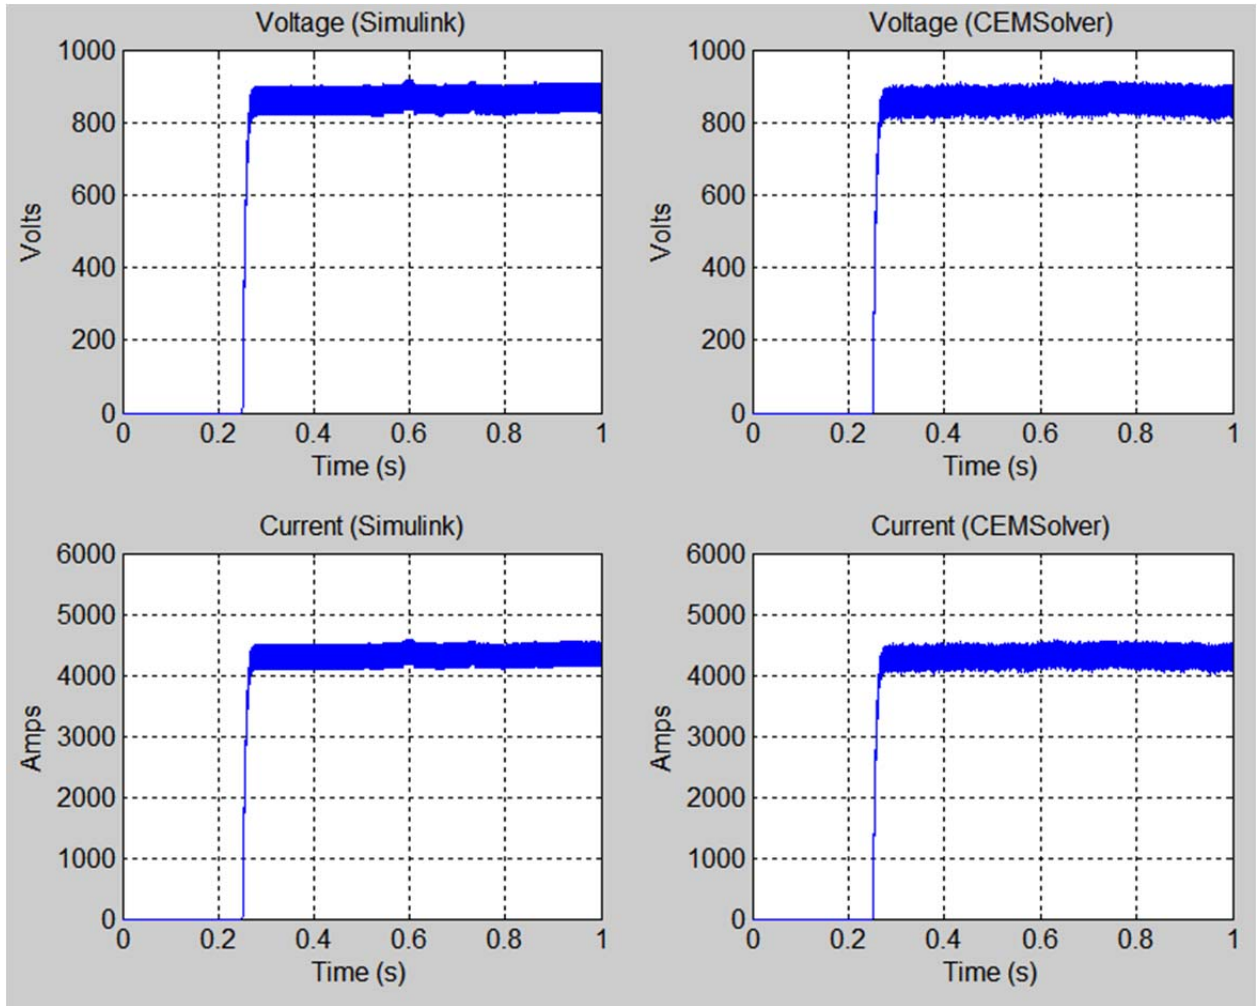 Voltage (Simulink)
1000
800
600
400
200
0
Volts
0 0.2 0.4 0.6 0.8 1
Time (s)
Voltage (CEMSolver)
1000
800
600
400
200
0
Volts
0 0.2 0.4 0.6 0.8 1
Time (s)
Current (Simulink)
6000
5000
4000
3000
2000
1000
0
Amps
0 0.2 0.4 0.6 0.8 1
Time (s)
Current (CEMSolver)
6000
5000
4000
3000
2000
1000
0
Amps
0 0.2 0.4 0.6 0.8 1
Time (s)